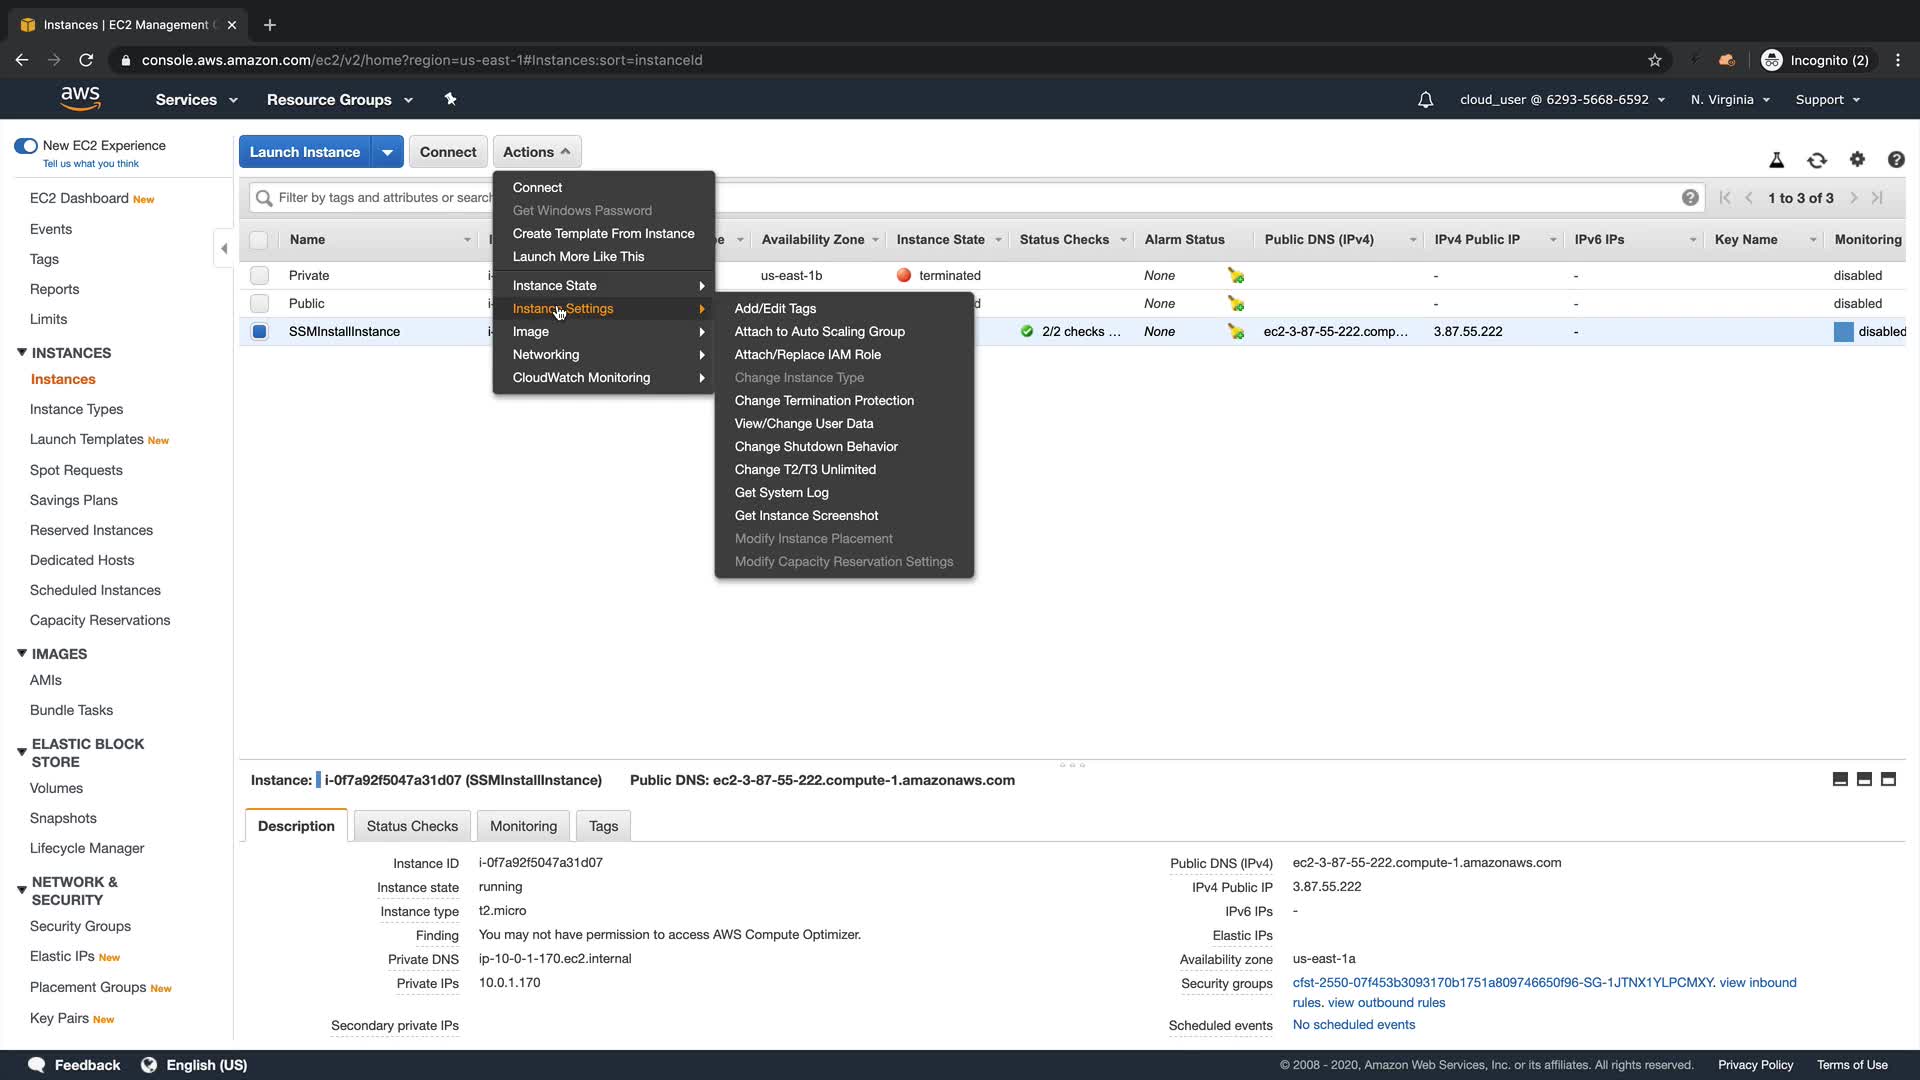 Instances | EC2 Management C
console.aws.amazon.com/ec2/v2/home?region=us-east-1#Instances:sort=instanceId
Incognito (2)
aws
Services
Resource Groups
cloud_user @ 6293-5668-6592
N. Virginia
Support
New EC2 Experience
Tell us what you think
EC2 Dashboard New
Events
Tags
Reports
Limits
INSTANCES
Instances
Instance Types
Launch Templates New
Spot Requests
Savings Plans
Reserved Instances
Dedicated Hosts
Scheduled Instances
Capacity Reservations
IMAGES
AMIs
Bundle Tasks
ELASTIC BLOCK
STORE
Volumes
Snapshots
Lifecycle Manager
NETWORK &
SECURITY
Security Groups
Elastic IPs New
Placement Groups New
Key Pairs New
Launch Instance
Connect
Actions
Filter by tags and attributes or search
1 to 3 of 3
Name
Availability Zone
Instance State
Status Checks
Alarm Status
Public DNS (IPv4)
IPv4 Public IP
IPv6 IPs
Key Name
Monitoring
Private
i-
us-east-1b
terminated
None
-
-
disabled
Public
i-
None
-
-
disabled
SSMInstallInstance
i-
2/2 checks ...
None
ec2-3-87-55-222.comp...
3.87.55.222
-
disabled
Connect
Get Windows Password
Create Template From Instance
Launch More Like This
Instance State
Instance Settings
Image
Networking
CloudWatch Monitoring
Add/Edit Tags
Attach to Auto Scaling Group
Attach/Replace IAM Role
Change Instance Type
Change Termination Protection
View/Change User Data
Change Shutdown Behavior
Change T2/T3 Unlimited
Get System Log
Get Instance Screenshot
Modify Instance Placement
Modify Capacity Reservation Settings
Instance: i-0f7a92f5047a31d07 (SSMInstallInstance) Public DNS: ec2-3-87-55-222.compute-1.amazonaws.com
Description
Status Checks
Monitoring
Tags
Instance ID i-0f7a92f5047a31d07
Instance state running
Instance type t2.micro
Finding You may not have permission to access AWS Compute Optimizer.
Private DNS ip-10-0-1-170.ec2.internal
Private IPs 10.0.1.170
Secondary private IPs
Public DNS (IPv4) ec2-3-87-55-222.compute-1.amazonaws.com
IPv4 Public IP 3.87.55.222
IPv6 IPs -
Elastic IPs
Availability zone us-east-1a
Security groups cfst-2550-07f453b3093170b1751a809746650f96-SG-1JTNX1YLPCMXY. view inbound
rules. view outbound rules
Scheduled events No scheduled events
Feedback
English (US)
© 2008 - 2020, Amazon Web Services, Inc. or its affiliates. All rights reserved.
Privacy Policy
Terms of Use